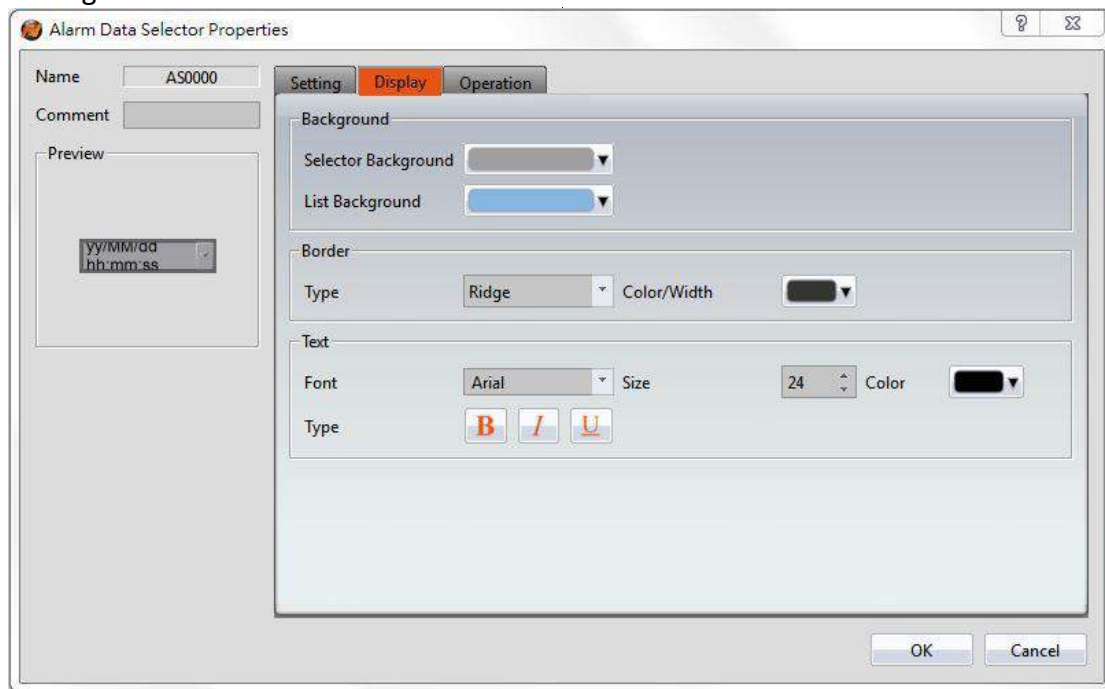 Alarm Data Selector Properties
Name AS0000
Comment
Preview
yy/MM/dd
hh:mm:ss
Setting Display Operation
Background
Selector Background
List Background
Border
Type Ridge Color/Width
Text
Font Arial Size 24 Color
Type B I U
OK Cancel